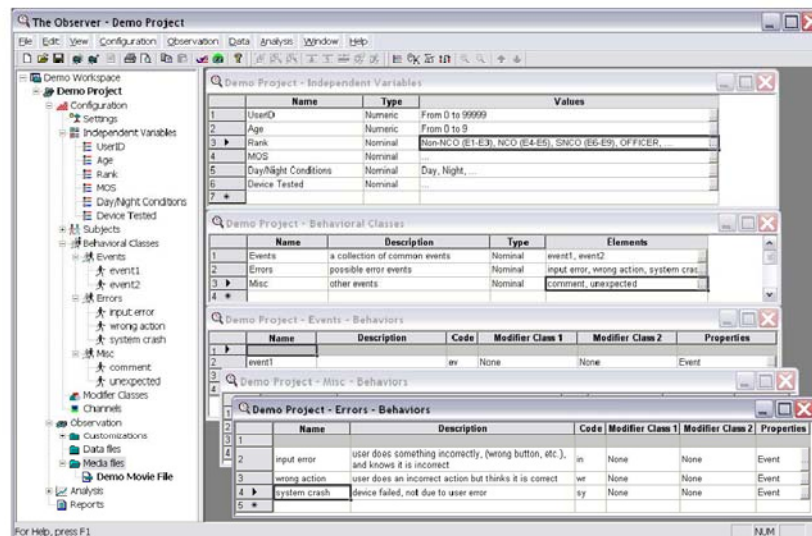 The Observer - Demo Project
File Edit View Configuration Observation Data Analysis Window Help
Demo Workspace
Demo Project
Configuration
Settings
Independent Variables
UserID
Age
Rank
MOS
Day/Night Conditions
Device Tested
Subjects
Behavioral Classes
Events
event1
event2
Errors
input error
wrong action
system crash
Misc
comment
unexpected
Modifier Classes
Channels
Observation
Customizations
Data files
Media files
Demo Movie File
Analysis
Reports
Demo Project - Independent Variables
Name Type Values
1 UserID Numeric From 0 to 99999
2 Age Numeric From 0 to 9
3 Rank Nominal Non-NCO (E1-E3), NCO (E4-E5), SNCO (E6-E9), OFFICER, ...
4 MOS Nominal ...
5 Day/Night Conditions Nominal Day, Night, ...
6 Device Tested Nominal ...
7 *
Demo Project - Behavioral Classes
Name Description Type Elements
1 Events a collection of common events Nominal event1, event2
2 Errors possible error events Nominal input error, wrong action, system crac
3 Misc other events Nominal comment, unexpected
4 *
Demo Project - Events - Behaviors
Name Description Code Modifier Class 1 Modifier Class 2 Properties
1
2 event1 ev None None Event
3
4
Demo Project - Misc - Behaviors
1
2
3
4
Demo Project - Errors - Behaviors
Name Description Code Modifier Class 1 Modifier Class 2 Properties
1
2 input error user does something incorrectly, (wrong button, etc.), in None None Event
and knows it is incorrect
3 wrong action user does an incorrect action but thinks it is correct wr None None Event
4 system crash device failed, not due to user error sy None None Event
5 *
For Help, press F1
NUM